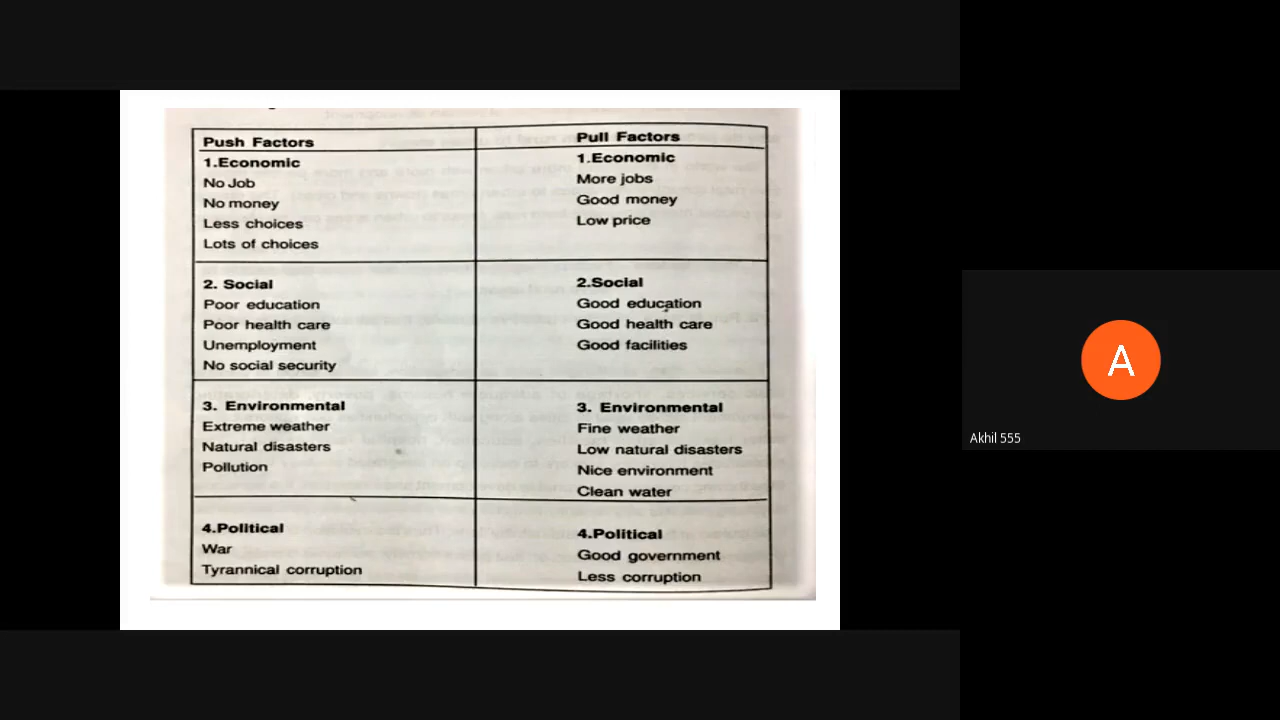 Push Factors
1.Economic
No Job
No money
Less choices
Lots of choices
2. Social
Poor education
Poor health care
Unemployment
No social security
3. Environmental
Extreme weather
Natural disasters
Pollution
4.Political
War
Tyrannical corruption
Pull Factors
1.Economic
More jobs
Good money
Low price
2.Social
Good education
Good health care
Good facilities
3. Environmental
Fine weather
Low natural disasters
Nice environment
Clean water
4.Political
Good government
Less corruption
A
Akhil 555